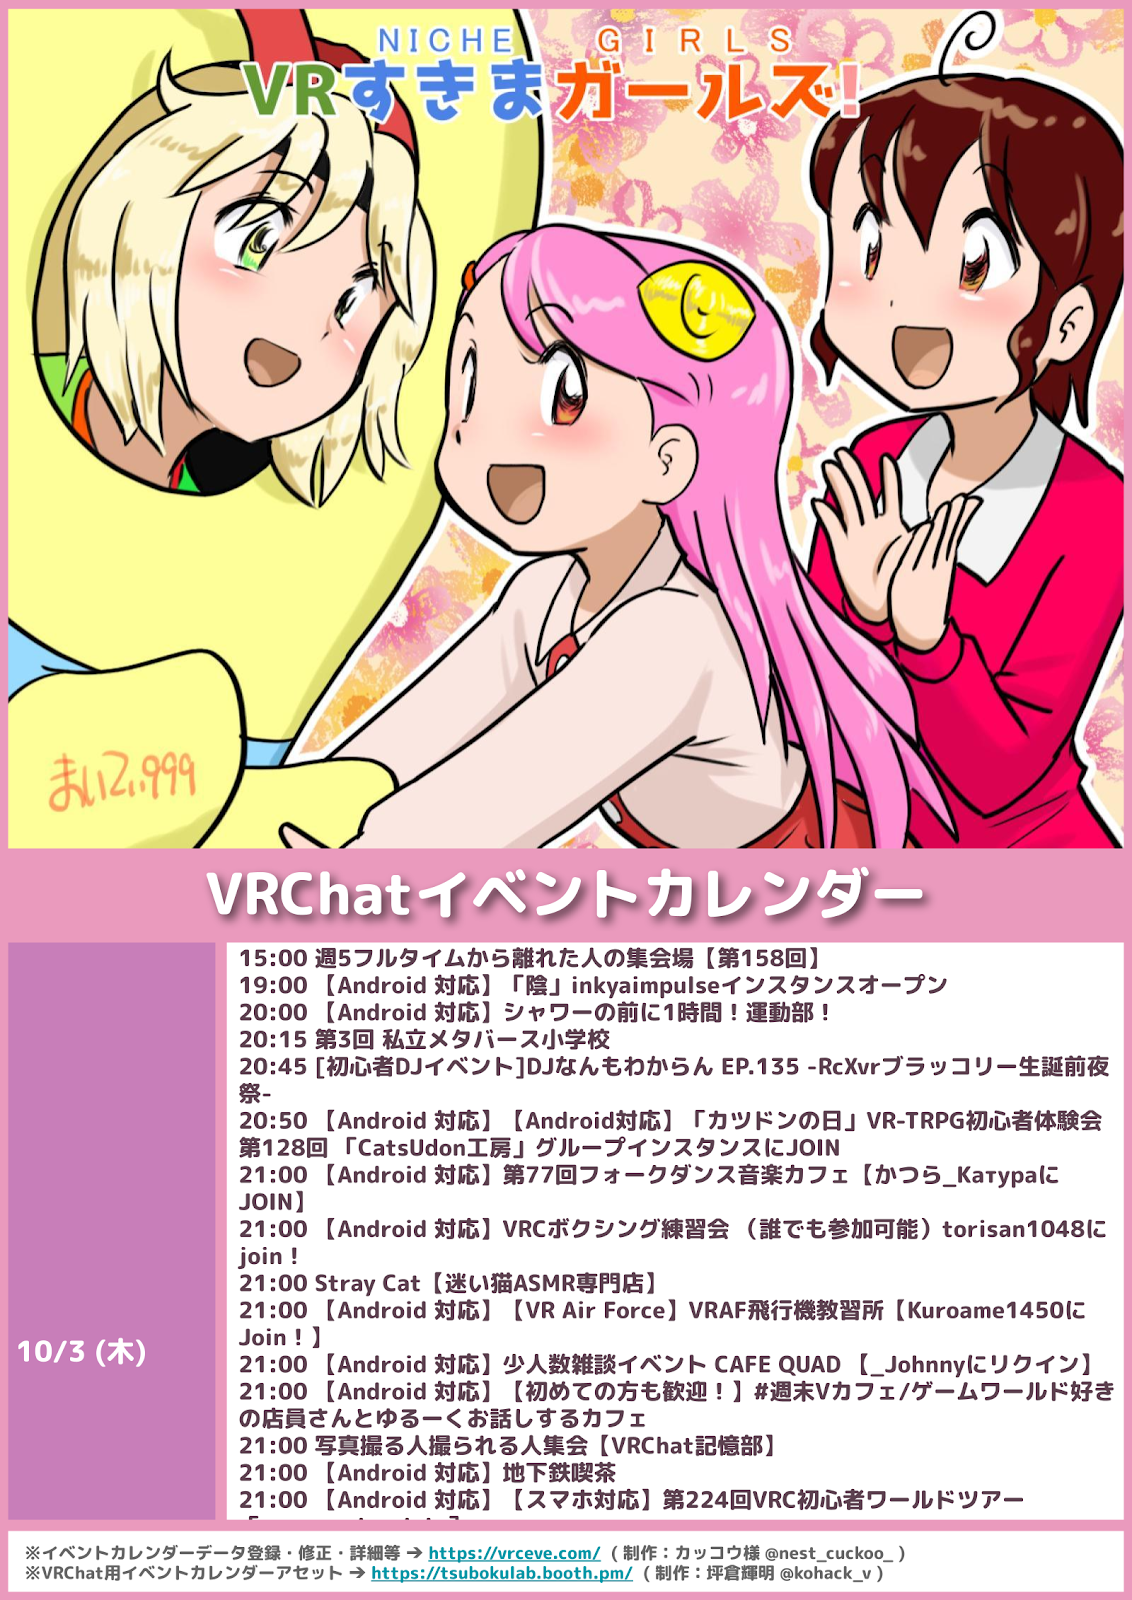 NICHE GIRLS
VRすきまガールズ!
まいてぃ999
VRChatイベントカレンダー
10/3 (木)
15:00 週5フルタイムから離れた人の集会場【第158回】
19:00 【Android 対応】「陰」inkyaimpulseインスタンスオープン
20:00 【Android 対応】シャワーの前に1時間！運動部！
20:15 第3回 私立メタバース小学校
20:45 [初心者DJイベント]DJなんもわからん EP.135 -RcXvrブラッコリー生誕前夜
祭-
20:50 【Android 対応】【Android対応】「カツドンの日」VR-TRPG初心者体験会
第128回 「CatsUdon工房」グループインスタンスにJOIN
21:00 【Android 対応】第77回フォークダンス音楽カフェ【かつら_Катураに
JOIN】
21:00 【Android 対応】VRCボクシング練習会 （誰でも参加可能）torisan1048に
join！
21:00 Stray Cat【迷い猫ASMR専門店】
21:00 【Android 対応】【VR Air Force】VRAF飛行機教習所【Kuroame1450に
Join！】
21:00 【Android 対応】少人数雑談イベント CAFE QUAD 【_Johnnyにリクイン】
21:00 【Android 対応】【初めての方も歓迎！】#週末Vカフェ/ゲームワールド好き
の店員さんとゆるーくお話しするカフェ
21:00 写真撮る人撮られる人集会【VRChat記憶部】
21:00 【Android 対応】地下鉄喫茶
21:00 【Android 対応】【スマホ対応】第224回VRC初心者ワールドツアー
※イベントカレンダーデータ登録・修正・詳細等 → https://vrceve.com/ ( 制作：カッコウ様 @nest_cuckoo_ )
※VRChat用イベントカレンダーアセット → https://tsubokulab.booth.pm/ ( 制作：坪倉輝明 @kohack_v )